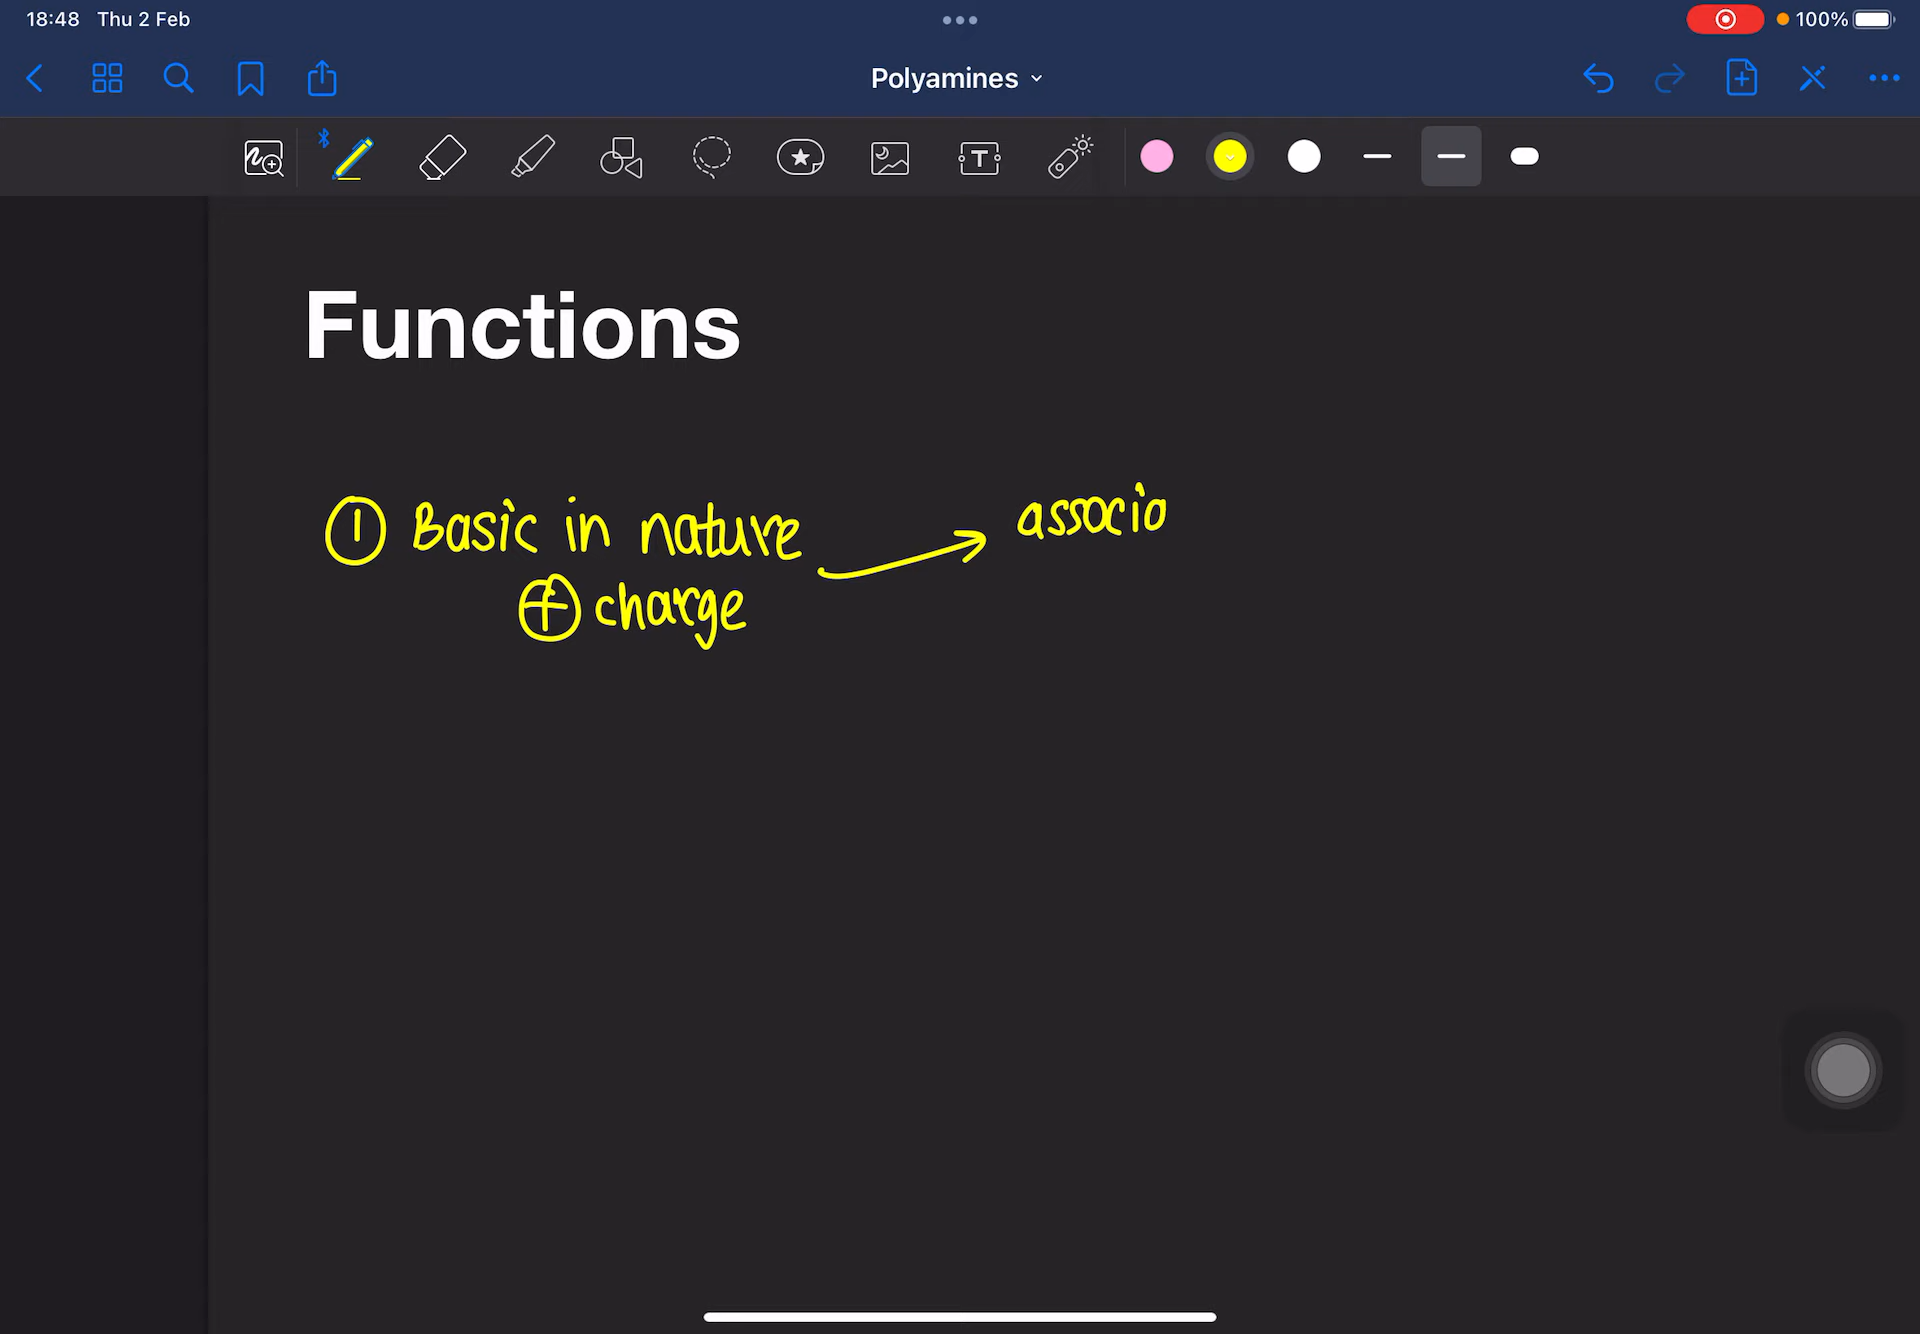 18:48 Thu 2 Feb 100%
Polyamines
T
Functions
① Basic in nature → associo
⊕ charge